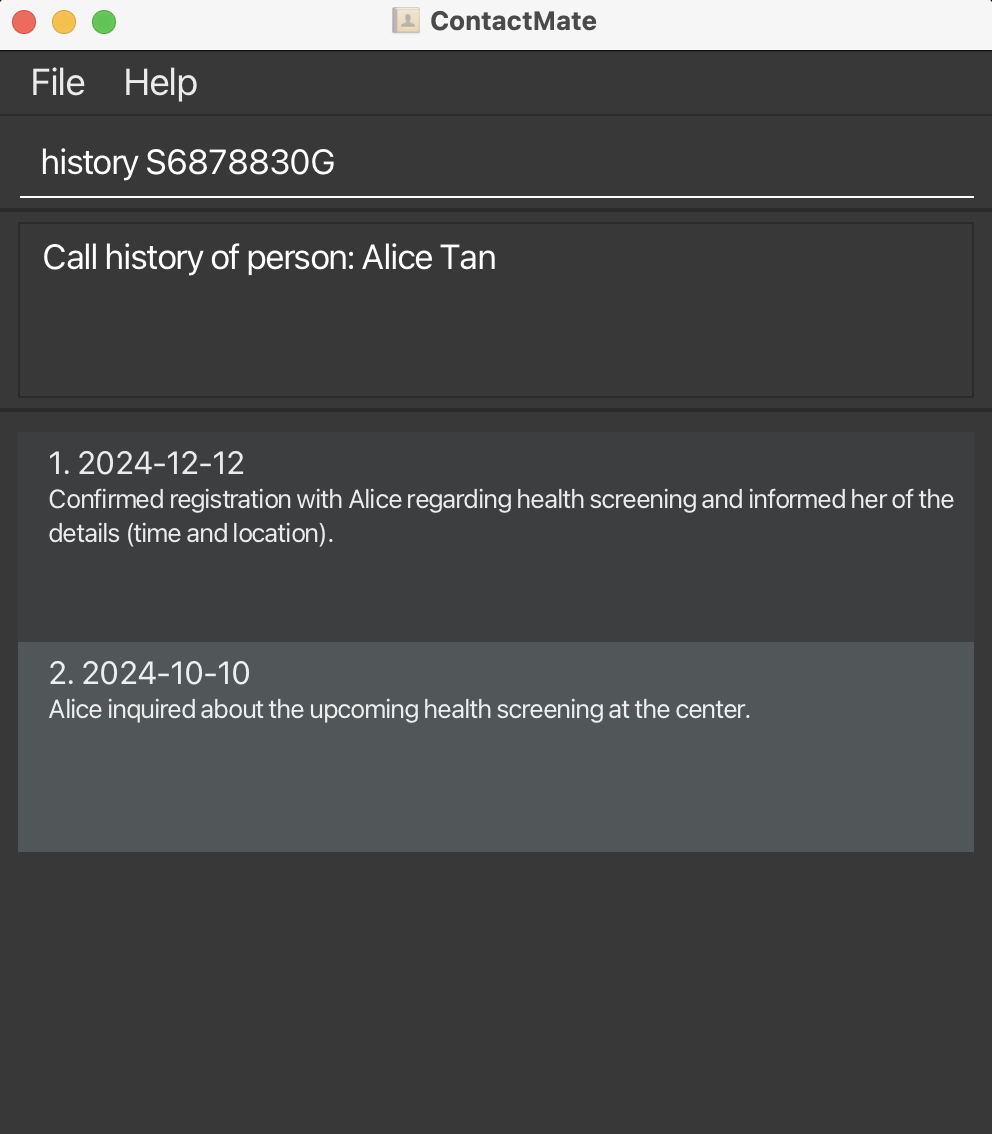 ContactMate
File Help
history S6878830G
Call history of person: Alice Tan
1. 2024-12-12
Confirmed registration with Alice regarding health screening and informed her of the
details (time and location).
2. 2024-10-10
Alice inquired about the upcoming health screening at the center.